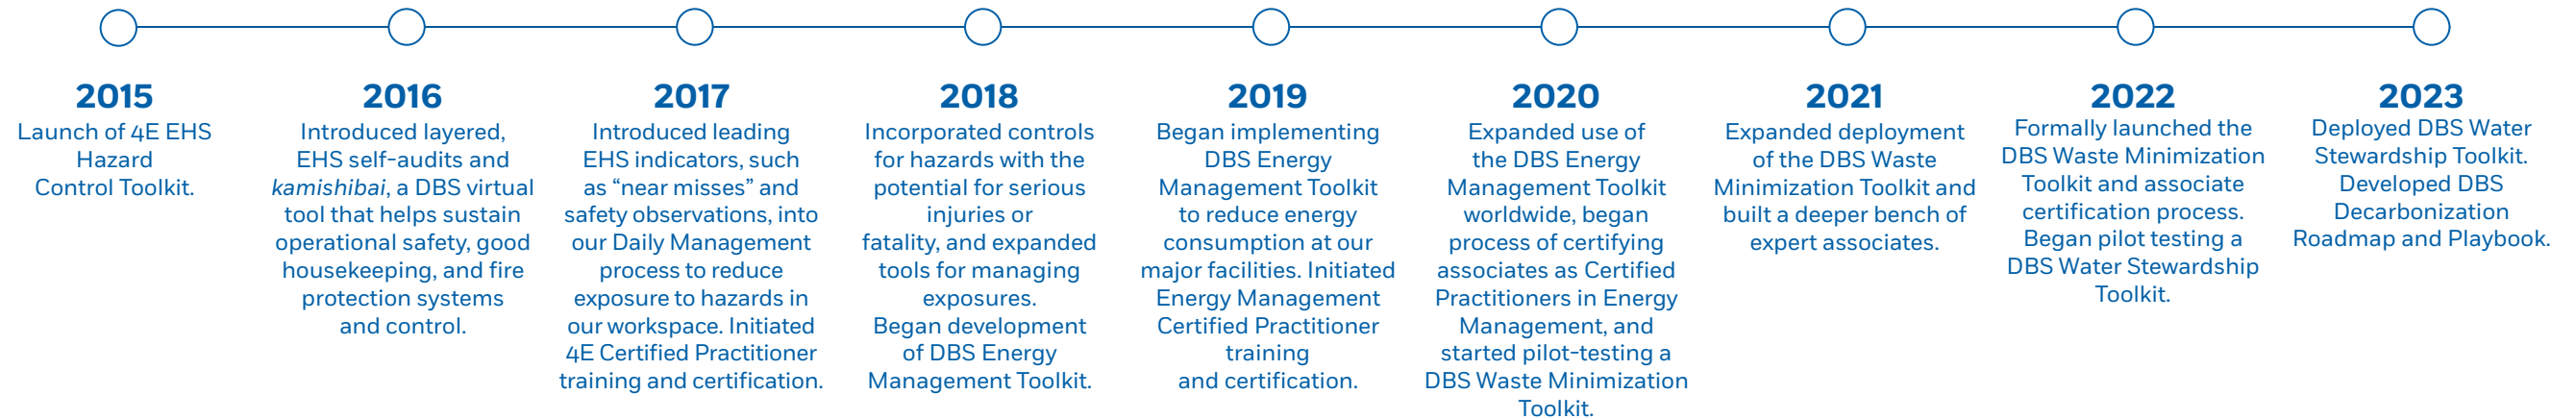 2015
Launch of 4E EHS
Hazard
Control Toolkit.
2016
Introduced layered,
EHS self-audits and
kamishibai, a DBS virtual
tool that helps sustain
operational safety, good
housekeeping, and fire
protection systems
and control.
2017
Introduced leading
EHS indicators, such
as “near misses” and
safety observations, into
our Daily Management
process to reduce
exposure to hazards in
our workspace. Initiated
4E Certified Practitioner
training and certification.
2018
Incorporated controls
for hazards with the
potential for serious
injuries or
fatality, and expanded
tools for managing
exposures.
Began development
of DBS Energy
Management Toolkit.
2019
Began implementing
DBS Energy
Management Toolkit
to reduce energy
consumption at our
major facilities. Initiated
Energy Management
Certified Practitioner
training
and certification.
2020
Expanded use of
the DBS Energy
Management Toolkit
worldwide, began
process of certifying
associates as Certified
Practitioners in Energy
Management, and
started pilot-testing a
DBS Waste Minimization
Toolkit.
2021
Expanded deployment
of the DBS Waste
Minimization Toolkit and
built a deeper bench of
expert associates.
2022
Formally launched the
DBS Waste Minimization
Toolkit and associate
certification process.
Began pilot testing a
DBS Water Stewardship
Toolkit.
2023
Deployed DBS Water
Stewardship Toolkit.
Developed DBS
Decarbonization
Roadmap and Playbook.